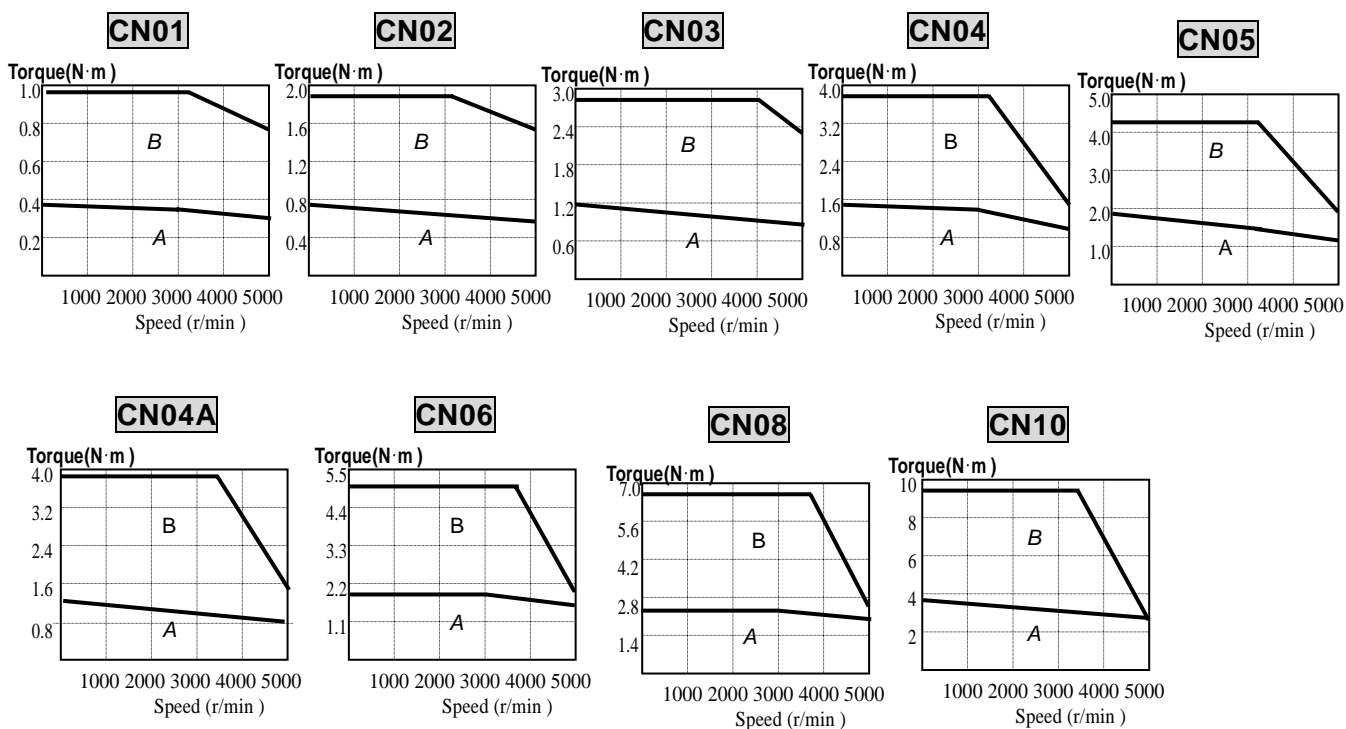 CN01
CN02
CN03
CN04
CN05
Torque(N·m )
Torque(N·m )
Torque(N·m )
Torque(N·m )
Torque(N·m )
1.0
0.8
0.6
0.4
0.2
B
A
1000 2000 3000 4000 5000
Speed (r/min )
2.0
1.6
1.2
0.8
0.4
B
A
1000 2000 3000 4000 5000
Speed (r/min )
3.0
2.4
1.8
1.2
0.6
B
A
1000 2000 3000 4000 5000
Speed (r/min )
4.0
3.2
2.4
1.6
0.8
B
A
1000 2000 3000 4000 5000
Speed (r/min )
5.0
4.0
3.0
2.0
1.0
B
A
1000 2000 3000 4000 5000
Speed (r/min )
CN04A
CN06
CN08
CN10
Torque(N·m )
Torque(N·m )
Torque(N·m )
Torque(N·m )
4.0
3.2
2.4
1.6
0.8
B
A
1000 2000 3000 4000 5000
Speed (r/min )
5.5
4.4
3.3
2.2
1.1
B
A
1000 2000 3000 4000 5000
Speed (r/min )
7.0
5.6
4.2
2.8
1.4
B
A
1000 2000 3000 4000 5000
Speed (r/min )
10
8
6
4
2
B
A
1000 2000 3000 4000 5000
Speed (r/min )